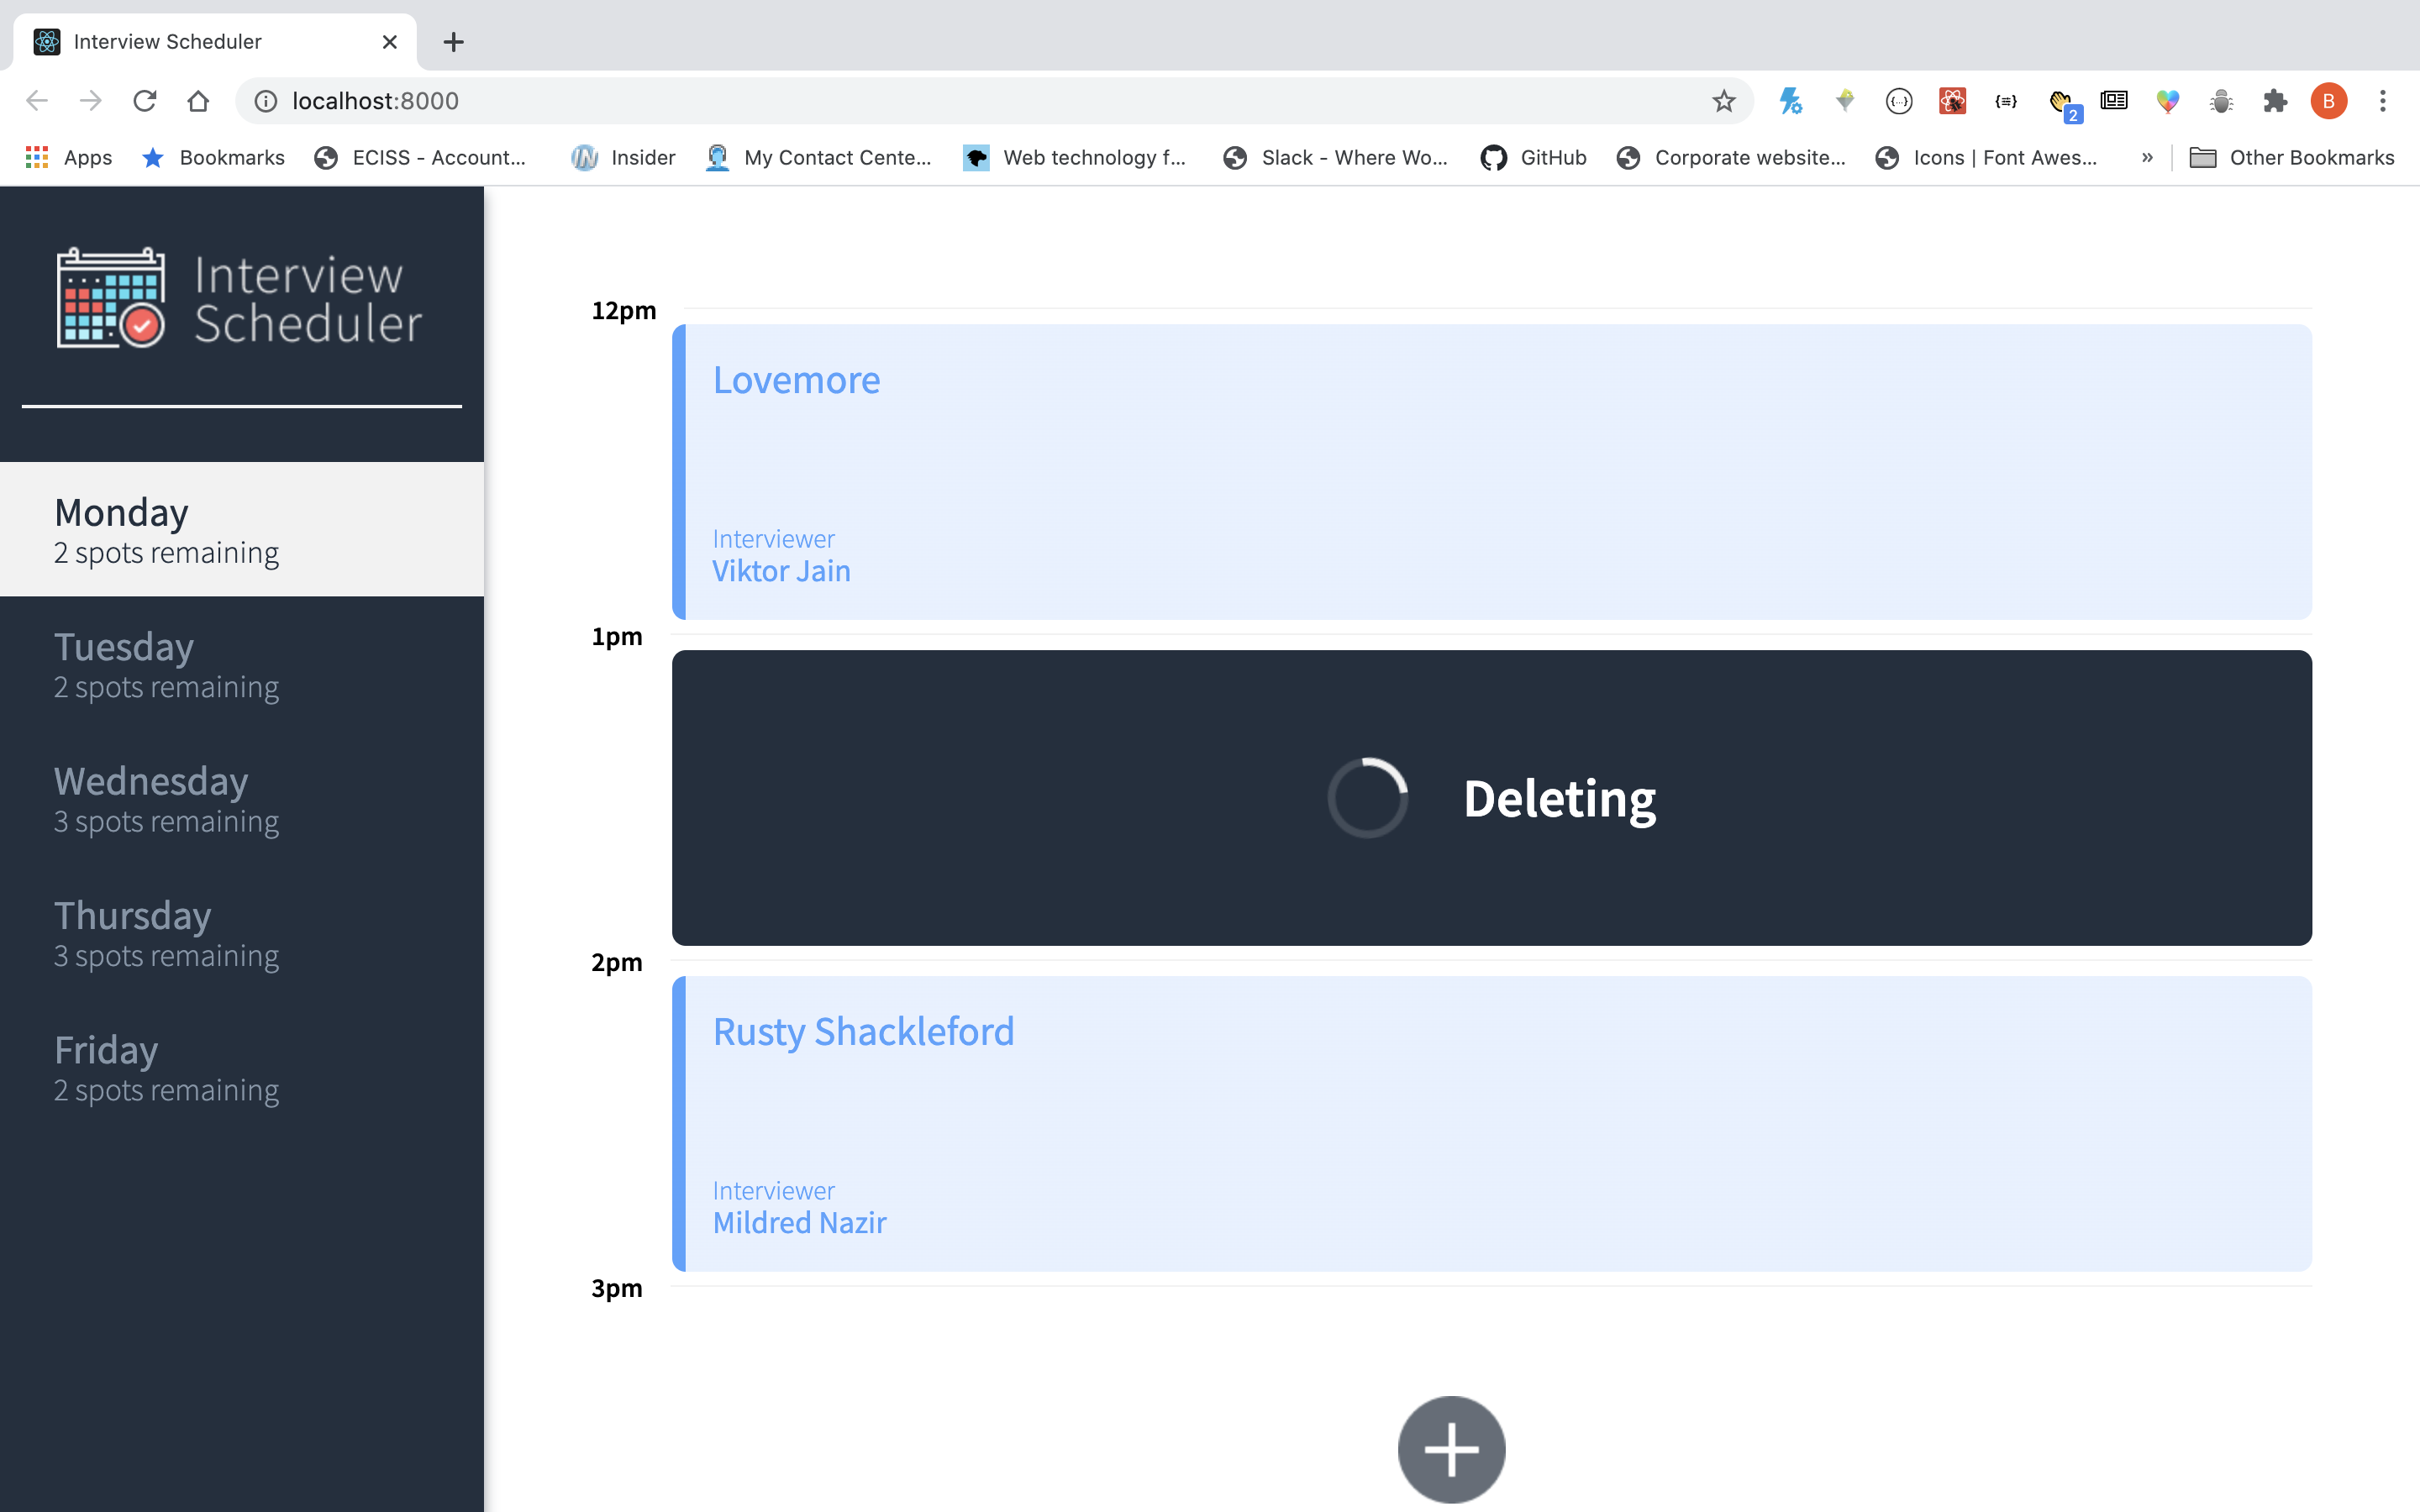 Interview Scheduler
localhost:8000
2
B
Apps
Bookmarks
ECISS - Account...
Insider
My Contact Cente...
Web technology f...
Slack - Where Wo...
GitHub
Corporate website...
Icons | Font Awes...
»
Other Bookmarks
Interview
Scheduler
Monday
2 spots remaining
Tuesday
2 spots remaining
Wednesday
3 spots remaining
Thursday
3 spots remaining
Friday
2 spots remaining
12pm
Lovemore
Interviewer
Viktor Jain
1pm
Deleting
2pm
Rusty Shackleford
Interviewer
Mildred Nazir
3pm